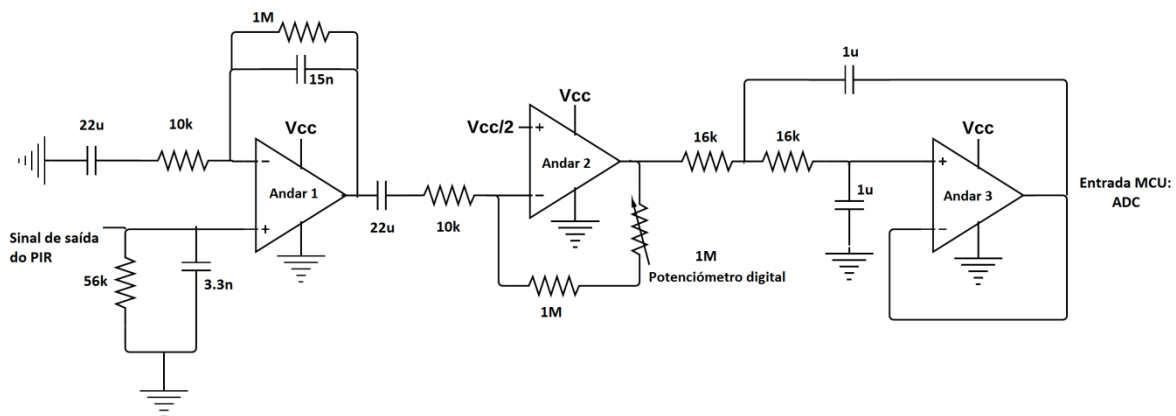 1M
15n
22u
10k
Vcc
Andar 1
Sinal de saída
do PIR
56k
3.3n
22u
10k
Vcc/2
Vcc
Andar 2
1M
Potenciómetro digital
1M
1u
16k
16k
1u
Vcc
Andar 3
Entrada MCU:
ADC